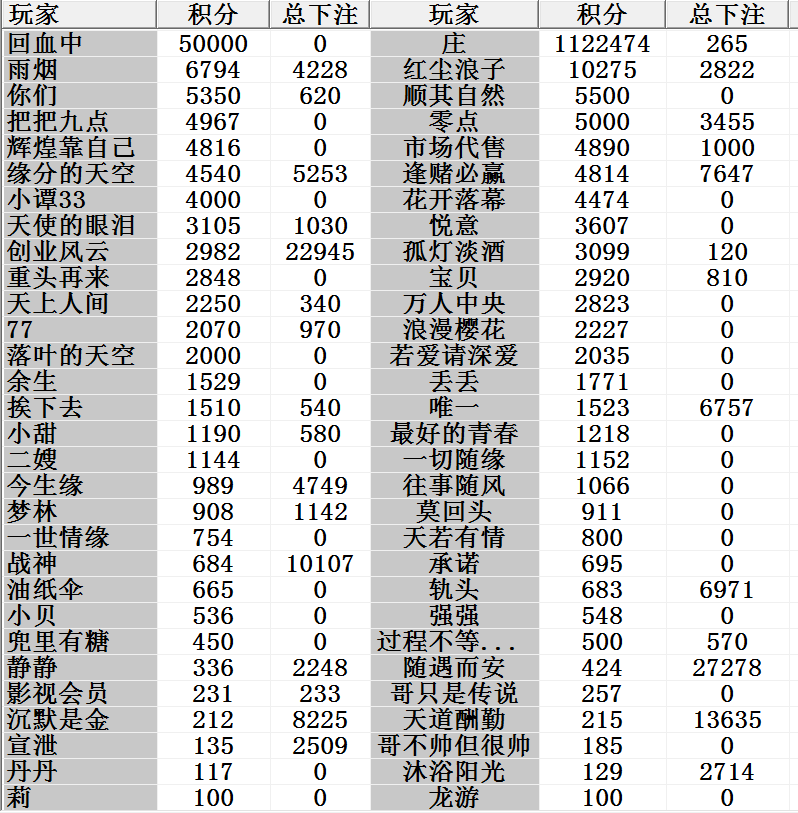 玩家 积分 总下注 玩家 积分 总下注
回血中 50000 0 庄 1122474 265
雨烟 6794 4228 红尘浪子 10275 2822
你们 5350 620 顺其自然 5500 0
把把九点 4967 0 零点 5000 3455
辉煌靠自己 4816 0 市场代售 4890 1000
缘分的天空 4540 5253 逢赌必赢 4814 7647
小谭33 4000 0 花开落幕 4474 0
天使的眼泪 3105 1030 悦意 3607 0
创业风云 2982 22945 孤灯淡酒 3099 120
重头再来 2848 0 宝贝 2920 810
天上人间 2250 340 万人中央 2823 0
77 2070 970 浪漫樱花 2227 0
落叶的天空 2000 0 若爱请深爱 2035 0
余生 1529 0 丢丢 1771 0
挨下去 1510 540 唯一 1523 6757
小甜 1190 580 最好的青春 1218 0
二嫂 1144 0 一切随缘 1152 0
今生缘 989 4749 往事随风 1066 0
梦林 908 1142 莫回头 911 0
一世情缘 754 0 天若有情 800 0
战神 684 10107 承诺 695 0
油纸伞 665 0 轨头 683 6971
小贝 536 0 强强 548 0
兜里有糖 450 0 过程不等... 500 570
静静 336 2248 随遇而安 424 27278
影视会员 231 233 哥只是传说 257 0
沉默是金 212 8225 天道酬勤 215 13635
宣泄 135 2509 哥不帅但很帅 185 0
丹丹 117 0 沐浴阳光 129 2714
莉 100 0 龙游 100 0